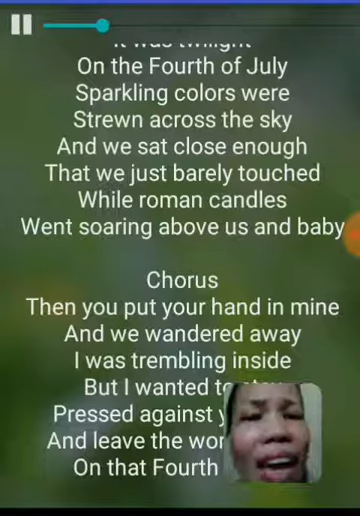 It was twilight
On the Fourth of July
Sparkling colors were
Strewn across the sky
And we sat close enough
That we just barely touched
While roman candles
Went soaring above us and baby
Chorus
Then you put your hand in mine
And we wandered away
I was trembling inside
But I wanted to
Pressed against
And leave the
On that Fourth